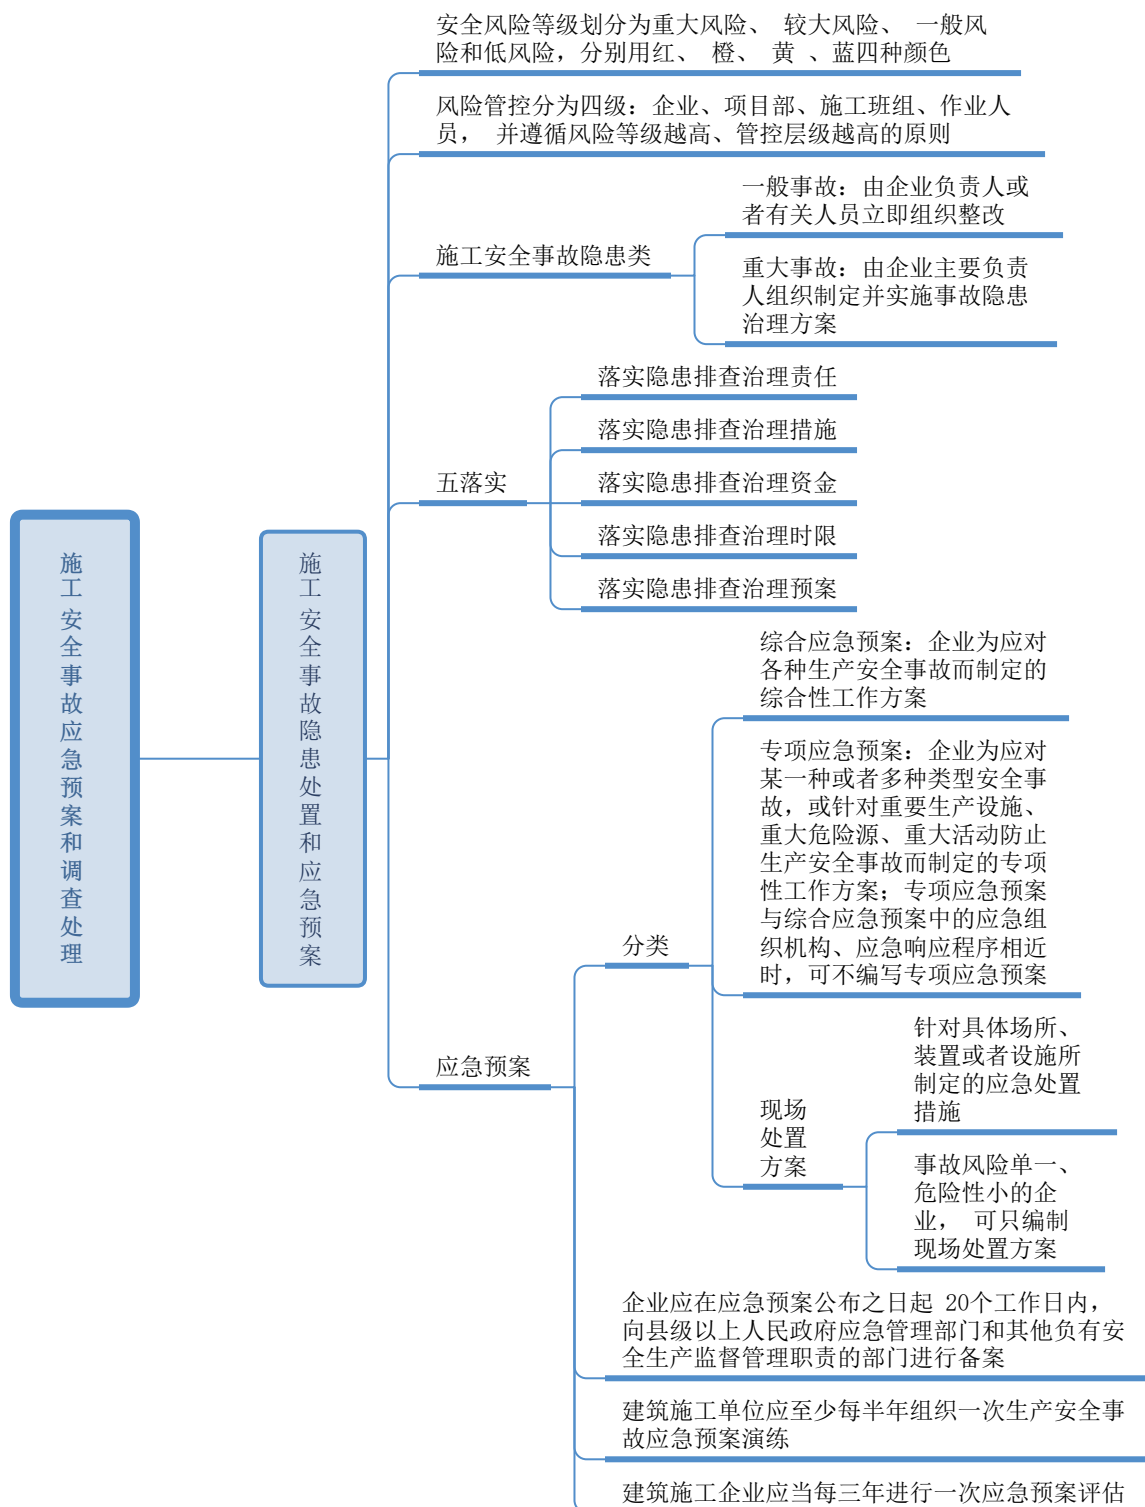 安全风险等级划分为重大风险、 较大风险、 一般风
险和低风险，分别用红、 橙、 黄 、蓝四种颜色
风险管控分为四级：企业、项目部、施工班组、作业人
员， 并遵循风险等级越高、管控层级越高的原则
一般事故：由企业负责人或
者有关人员立即组织整改
施工安全事故隐患类
重大事故：由企业主要负责
人组织制定并实施事故隐患
治理方案
落实隐患排查治理责任
落实隐患排查治理措施
五落实
落实隐患排查治理资金
落实隐患排查治理时限
落实隐患排查治理预案
施工安全事故应急预案和调查处理
施工安全事故隐患处置和应急预案
综合应急预案：企业为应对
各种生产安全事故而制定的
综合性工作方案
专项应急预案：企业为应对
某一种或者多种类型安全事
故，或针对重要生产设施、
重大危险源、重大活动防止
生产安全事故而制定的专项
性工作方案；专项应急预案
与综合应急预案中的应急组
织机构、应急响应程序相近
时，可不编写专项应急预案
分类
应急预案
现场
处置
方案
针对具体场所、
装置或者设施所
制定的应急处置
措施
事故风险单一、
危险性小的企
业， 可只编制
现场处置方案
企业应在应急预案公布之日起 20个工作日内，
向县级以上人民政府应急管理部门和其他负有安
全生产监督管理职责的部门进行备案
建筑施工单位应至少每半年组织一次生产安全事
故应急预案演练
建筑施工企业应当每三年进行一次应急预案评估